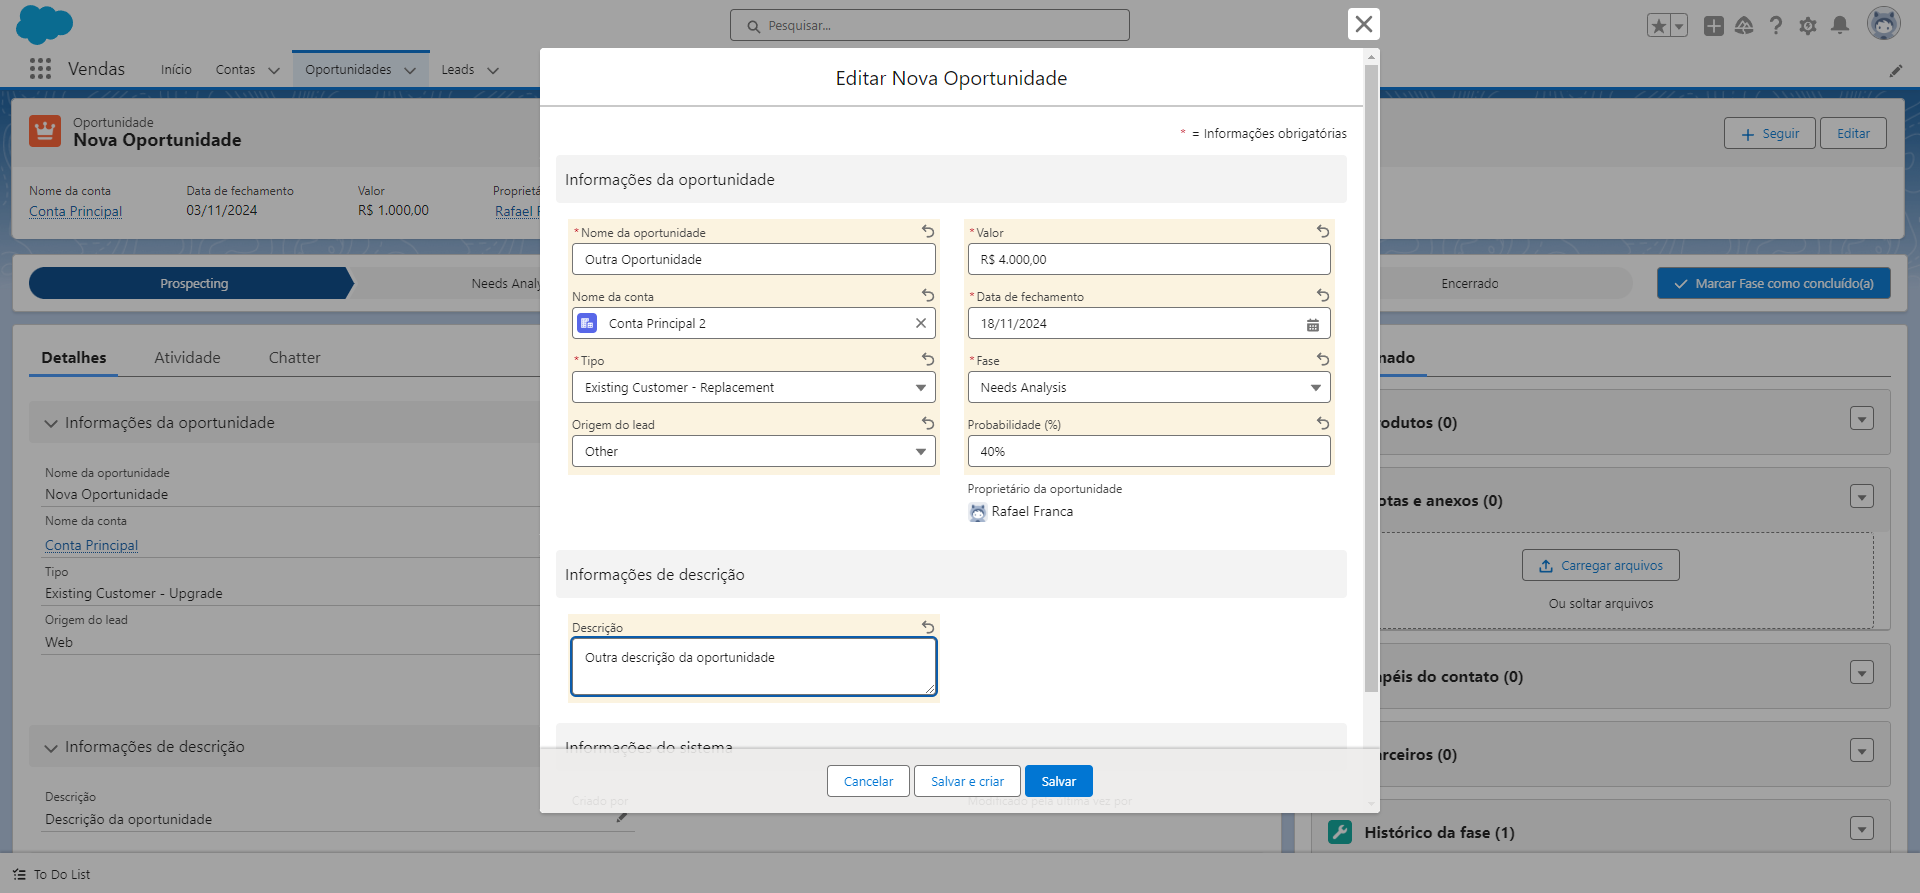 Pesquisar...
Vendas
Início
Contas
Oportunidades
Leads
Oportunidade
Nova Oportunidade
Seguir
Editar
Nome da conta
Conta Principal
Data de fechamento
03/11/2024
Valor
R$ 1.000,00
Rafael
Prospecting
Needs
Encerrado
Marcar Fase como concluído(a)
Detalhes
Atividade
Chatter
Informações da oportunidade
Nome da oportunidade
Nova Oportunidade
Nome da conta
Conta Principal
Tipo
Existing Customer - Upgrade
Origem do lead
Web
Informações de descrição
Descrição
Descrição da oportunidade
Editar Nova Oportunidade
* = Informações obrigatórias
Informações da oportunidade
* Nome da oportunidade
Outra Oportunidade
* Valor
R$ 4.000,00
Nome da conta
Conta Principal 2
* Data de fechamento
18/11/2024
* Tipo
Existing Customer - Replacement
* Fase
Needs Analysis
Origem do lead
Other
Probabilidade (%)
40%
Proprietário da oportunidade
Rafael Franca
Informações de descrição
Descrição
Outra descrição da oportunidade
Informações do sistema
Criado por
Modificado pela última vez por
Cancelar
Salvar e criar
Salvar
(0)
e anexos (0)
Carregar arquivos
Ou soltar arquivos
do contato (0)
(0)
Histórico da fase (1)
To Do List